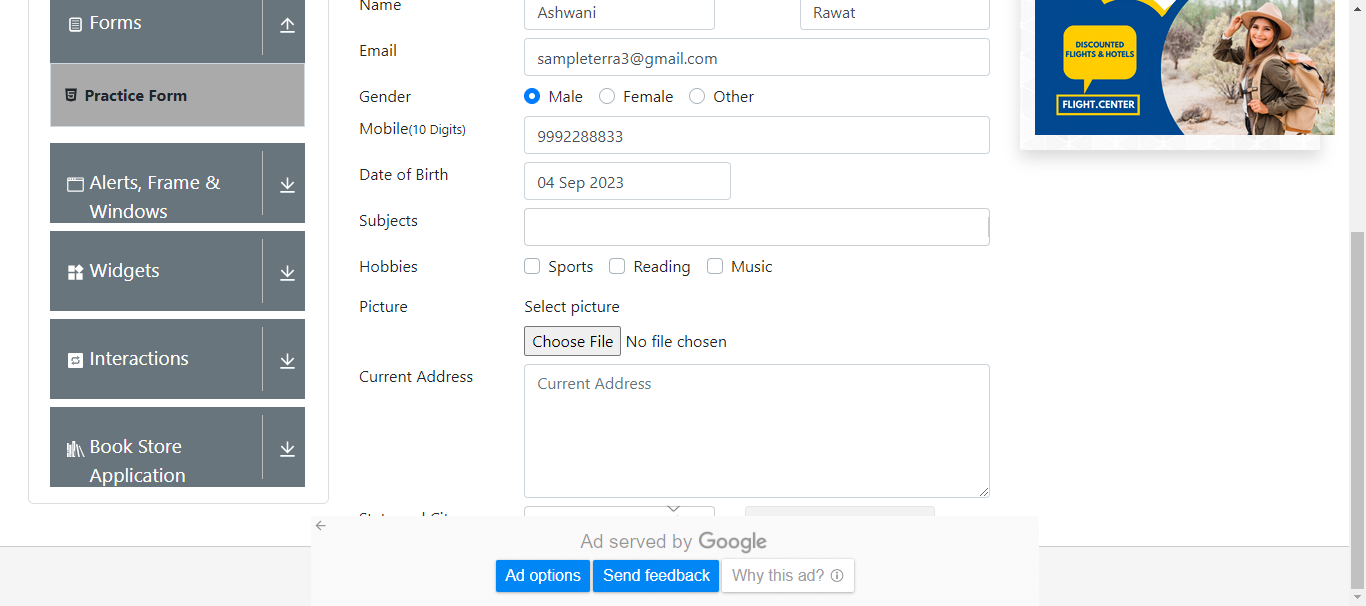 Forms
Practice Form
Alerts, Frame &
Windows
Widgets
Interactions
Book Store
Application
Name
Ashwani
Rawat
Email
sampleterra3@gmail.com
Gender
Male
Female
Other
Mobile(10 Digits)
9992288833
Date of Birth
04 Sep 2023
Subjects
Hobbies
Sports
Reading
Music
Picture
Select picture
Choose File
No file chosen
Current Address
Current Address
State and City
DISCOUNTED
FLIGHTS & HOTELS
FLIGHT.CENTER
Ad served by Google
Ad options
Send feedback
Why this ad?